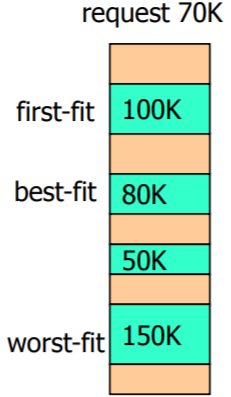 request 70K
first-fit 100K
best-fit 80K
50K
worst-fit 150K